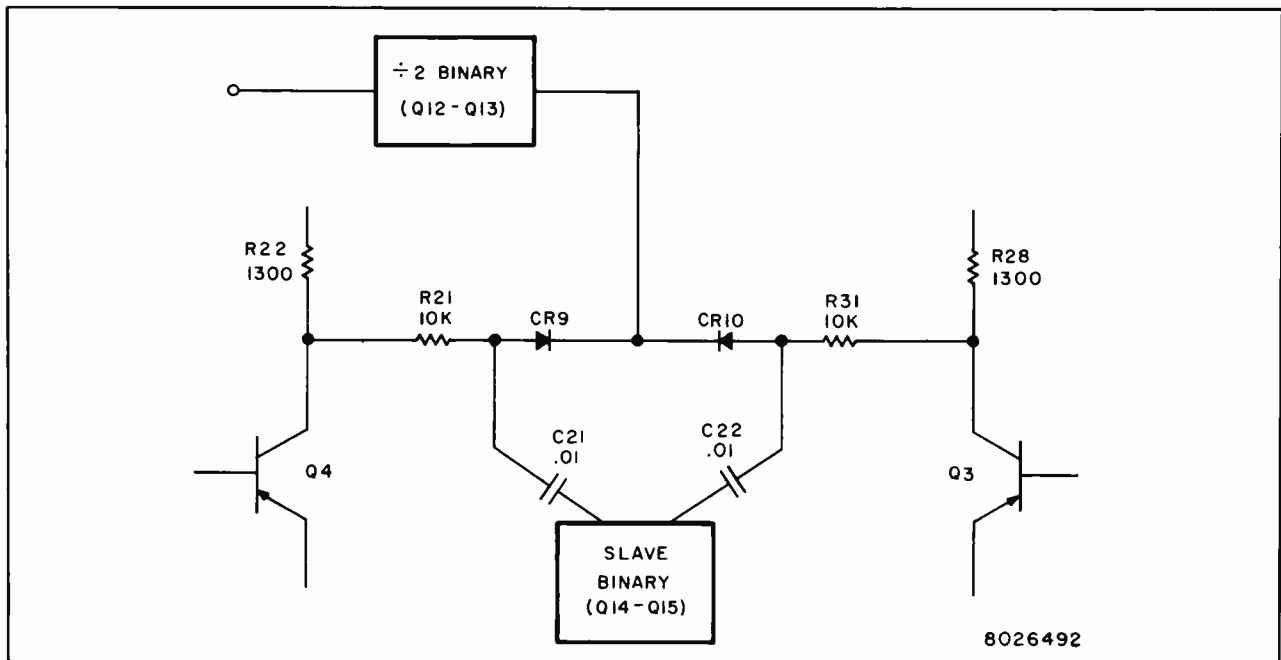 ÷2 BINARY
(Q12-Q13)
R22
1300
R28
1300
R21
10K
CR9
CR10
R31
10K
C21
.01
C22
.01
Q4
Q3
SLAVE
BINARY
(Q14-Q15)
8026492